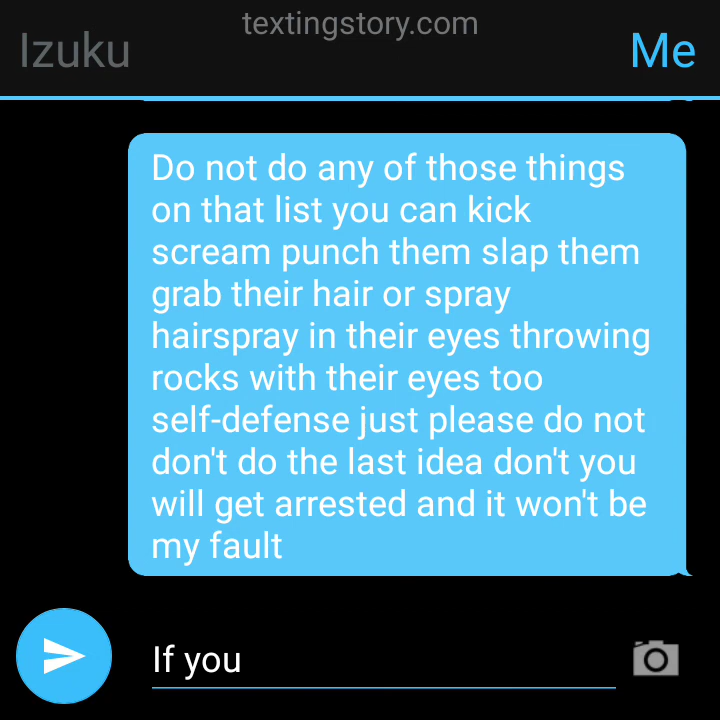 textingstory.com
Izuku
Me
Do not do any of those things
on that list you can kick
scream punch them slap them
grab their hair or spray
hairspray in their eyes throwing
rocks with their eyes too
self-defense just please do not
don't do the last idea don't you
will get arrested and it won't be
my fault
If you